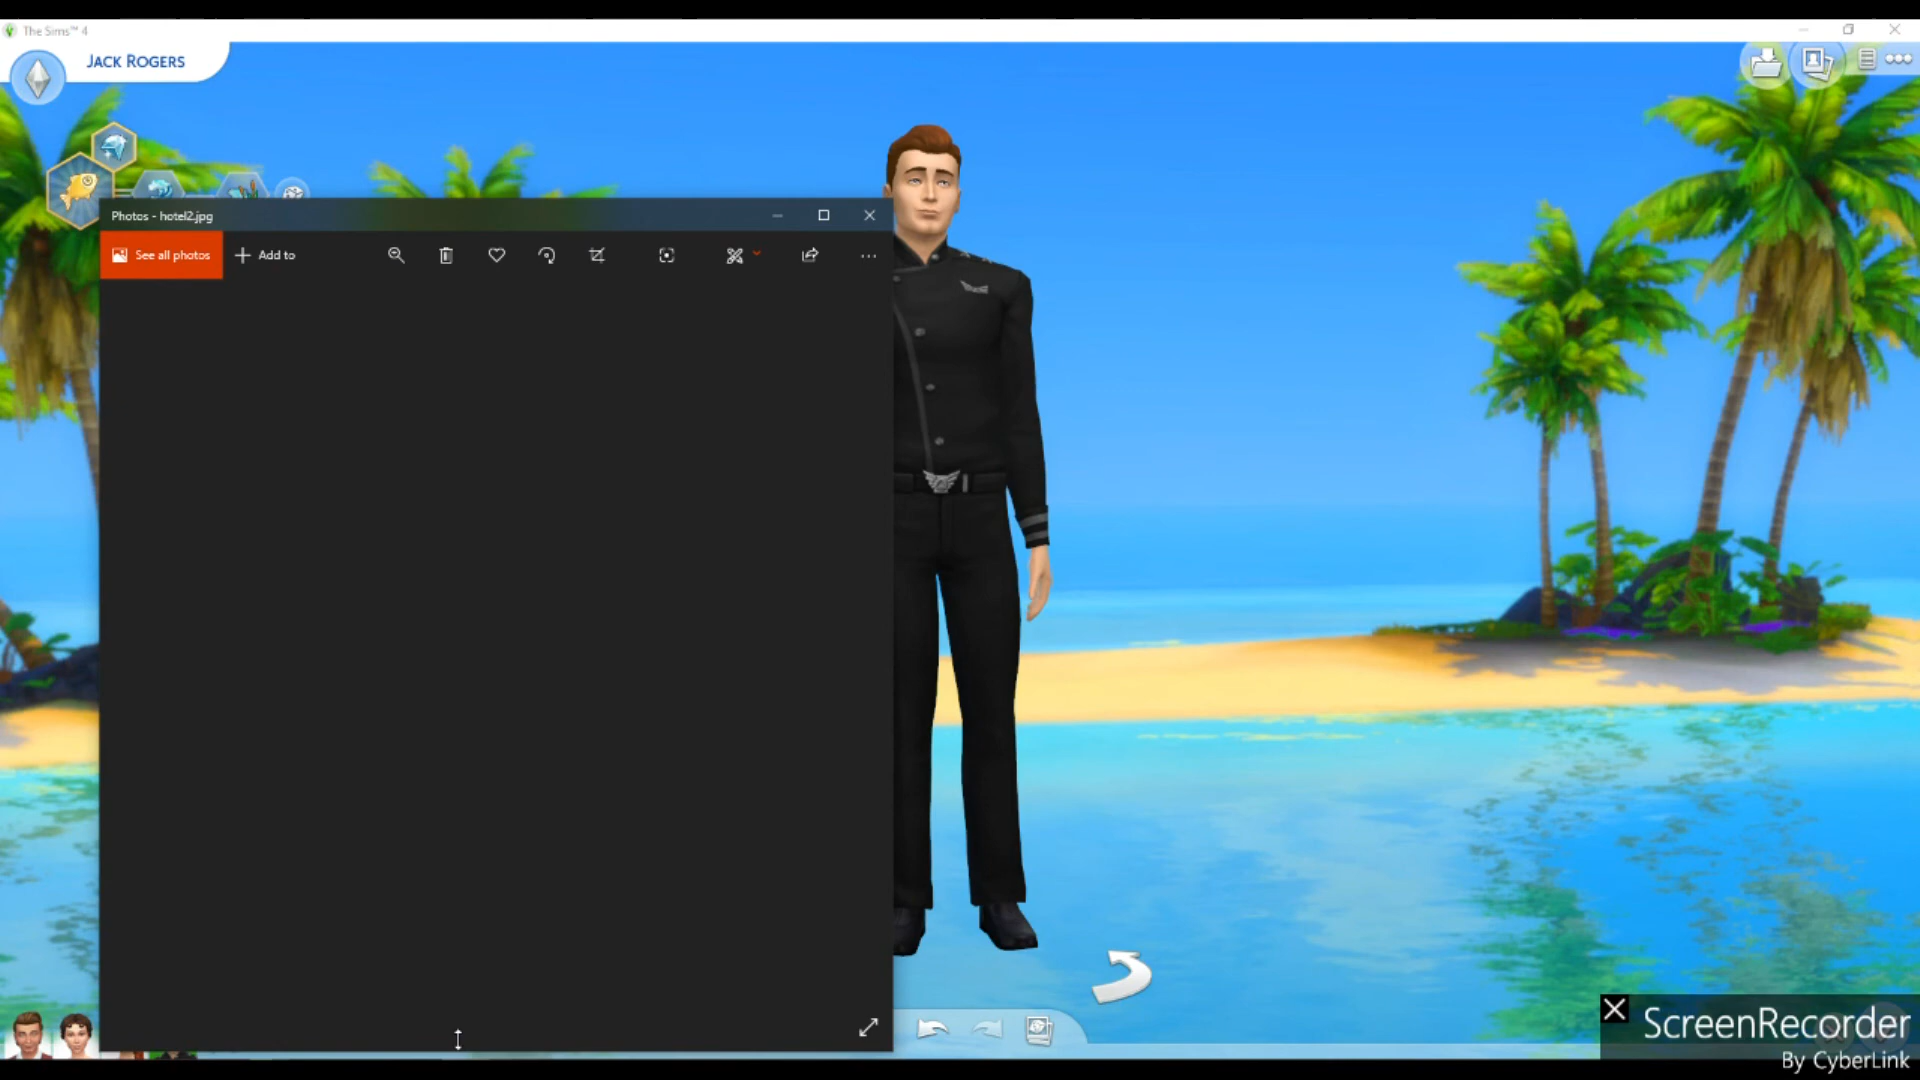 The Sims™ 4
JACK ROGERS
Photos - hotel2.jpg
See all photos
Add to
ScreenRecorder
By CyberLink